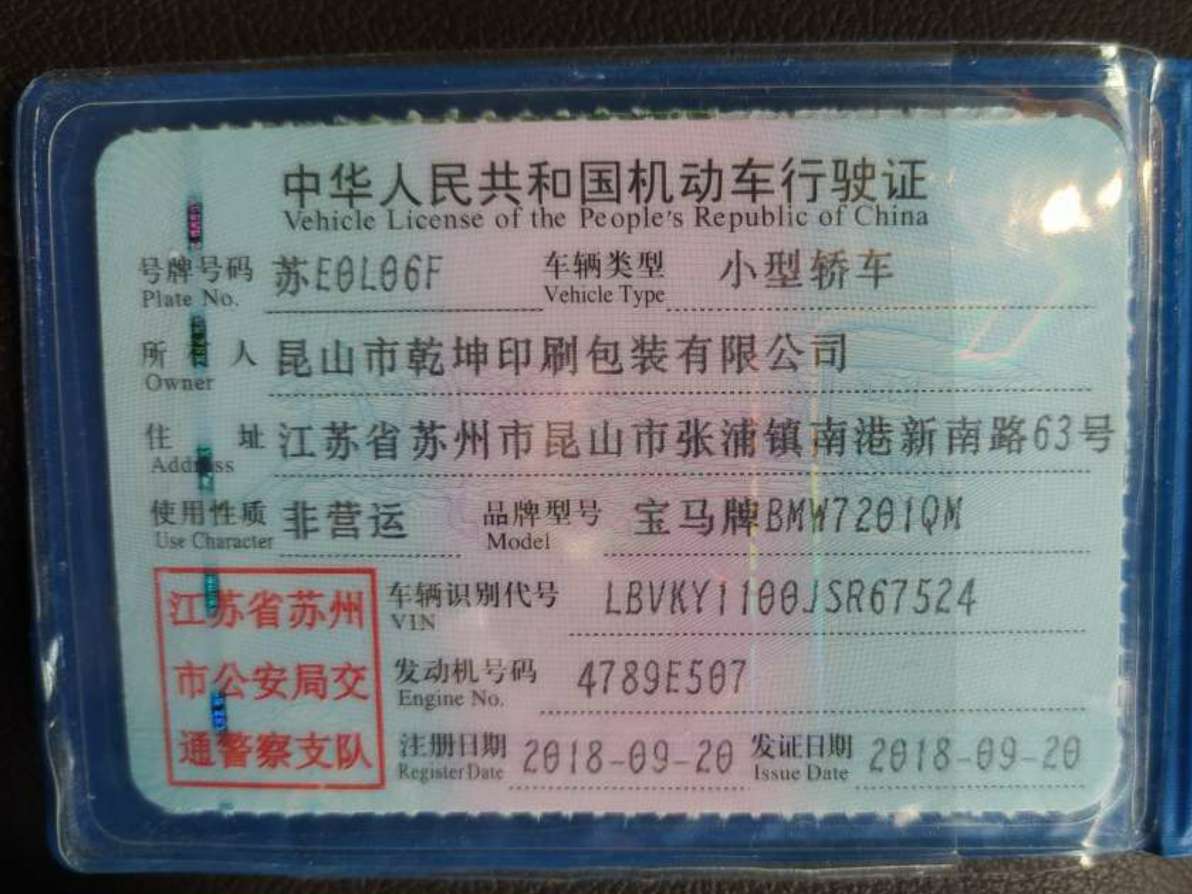 中华人民共和国机动车行驶证
Vehicle License of the People's Republic of China
号牌号码 苏E0L06F 车辆类型 小型轿车
Plate No. Vehicle Type
所 人 昆山市乾坤印刷包装有限公司
Owner
住 址 江苏省苏州市昆山市张浦镇南港新南路63号
Address
使用性质 非营运 品牌型号 宝马牌BMW7201QM
Use Character Model
江苏省苏州 车辆识别代号 LBVKY1100JSR67524
VIN
市公安局交 发动机号码 4789E507
Engine No.
通警察支队 注册日期 2018-09-20 发证日期 2018-09-20
Register Date Issue Date